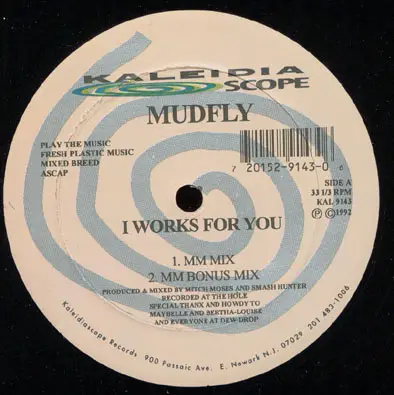 KALEIDIA
SCOPE
MUDFLY
PLAY THE MUSIC
FRESH PLASTIC MUSIC
MIXED BREED
ASCAP
7 20152-9143-0 6
SIDE A
33 1/3 RPM
KAL 9143
Ⓟ © 1992
I WORKS FOR YOU
1. MM MIX
2. MM BONUS MIX
PRODUCED & MIXED BY MITCH MOSES AND SMASH HUNTER
RECORDED AT THE HOLE
SPECIAL THANX AND HOWDY TO
MAYBELLE AND BERTHA-LOUISE
AND EVERYONE AT DEW DROP
Kaleidiascope Records 900 Passaic Ave. E. Newark N.J. 07029 201 483-1006